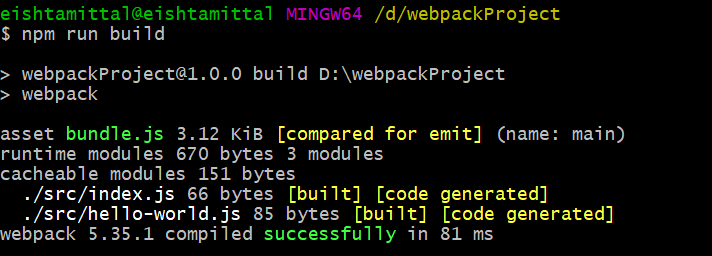 eishtamittal@eishtamittal MINGW64 /d/webpackProject
$ npm run build
> webpackProject@1.0.0 build D:\webpackProject
> webpack
asset bundle.js 3.12 KiB [compared for emit] (name: main)
runtime modules 670 bytes 3 modules
cacheable modules 151 bytes
./src/index.js 66 bytes [built] [code generated]
./src/hello-world.js 85 bytes [built] [code generated]
webpack 5.35.1 compiled successfully in 81 ms